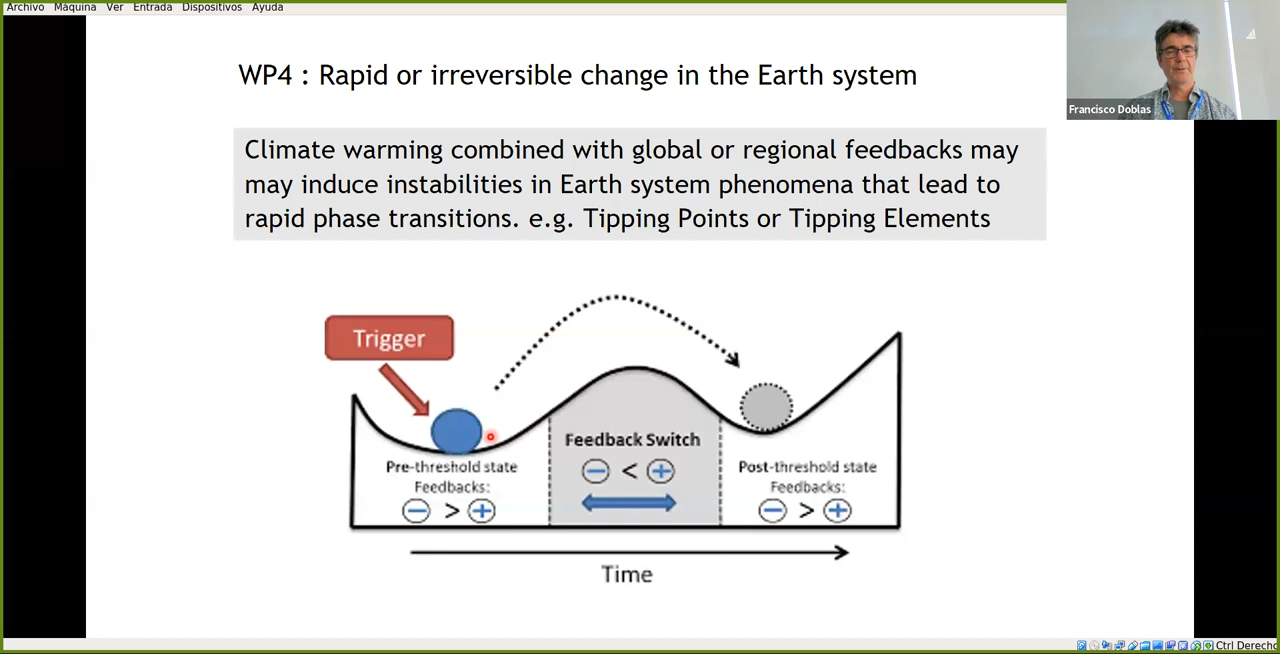 Archivo Máquina Ver Entrada Dispositivos Ayuda
WP4 : Rapid or irreversible change in the Earth system
Francisco Doblas
Climate warming combined with global or regional feedbacks may
may induce instabilities in Earth system phenomena that lead to
rapid phase transitions. e.g. Tipping Points or Tipping Elements
Trigger
Feedback Switch
− < +
Pre-threshold state
Feedbacks:
− > +
Post-threshold state
Feedbacks:
− > +
Time
Ctrl Derecho